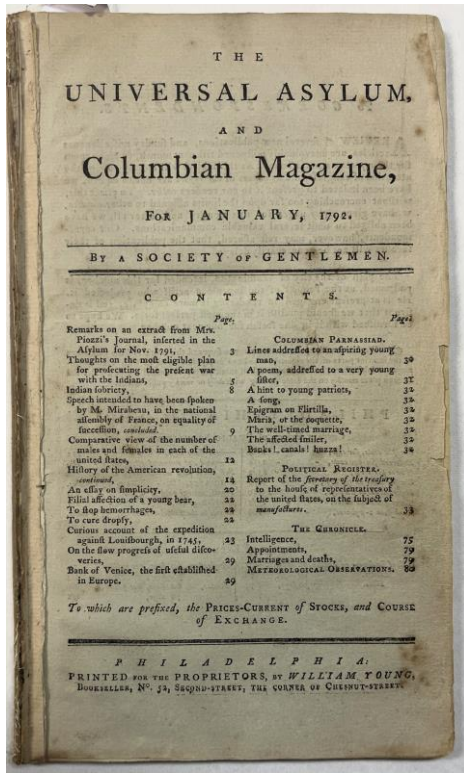 THE
UNIVERSAL ASYLUM,
AND
Columbian Magazine,
FOR JANUARY, 1792.
BY A SOCIETY OF GENTLEMEN.
CONTENTS.
Page.
Remarks on an extract from Mrs.
Piozzi's Journal, inserted in the
Asylum for Nov. 1791, 3
Thoughts on the most eligible plan
for prosecuting the present war
with the Indians, 5
Indian sobriety, 8
Speech intended to have been spoken
by M. Mirabeau, in the national
assembly of France, on equality of
succession, concluded. 9
Comparative view of the number of
males and females in each of the
united states, 12
History of the American revolution,
continued, 14
An essay on simplicity, 20
Filial affection of a young bear, 22
To stop hemorrhages, 22
To cure dropsy, 22
Curious account of the expedition
against Louisbourgh, in 1745, 23
On the slow progress of useful disco-
veries, 29
Bank of Venice, the first established
in Europe. 29
Page.
COLUMBIAN PARNASSIAD.
Lines addressed to an aspiring young
man, 30
A poem, addressed to a very young
sister, 31
A hint to young patriots, 32
A song, 32
Epigram on Flirtilla, 32
Maria, or the coquette, 32
The well-timed marriage, 32
The affected smiler, 32
Banks!, canals! huzza! 32
POLITICAL REGISTER.
Report of the secretary of the treasury
to the house of representatives of
the united states, on the subject of
manufactures. 33
THE CHRONICLE.
Intelligence, 75
Appointments, 79
Marriages and deaths, 79
METEOROLOGICAL OBSERVATIONS. 80
To which are prefixed, the PRICES-CURRENT of STOCKS, and COURSE
of EXCHANGE.
PHILADELPHIA:
PRINTED FOR THE PROPRIETORS, BY WILLIAM YOUNG,
BOOKSELLER, No. 52, SECOND-STREET, THE CORNER OF CHESNUT-STREET.